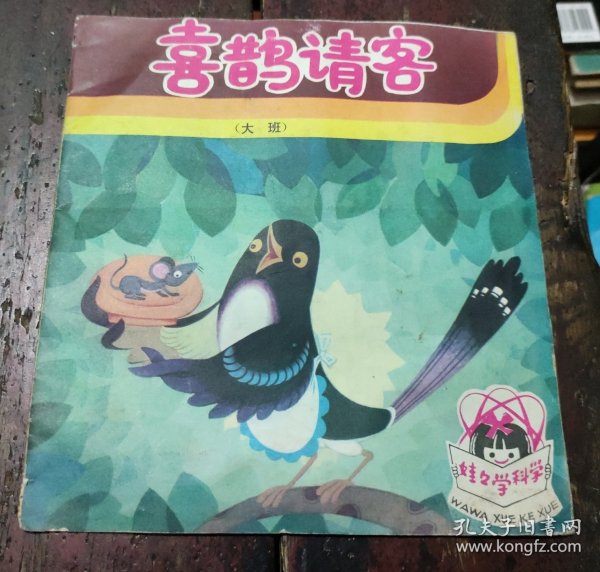 喜鹊请客
（大 班）
娃々学科学
WAWA XUE KE XUE
孔夫子旧书网
www.kongfz.com